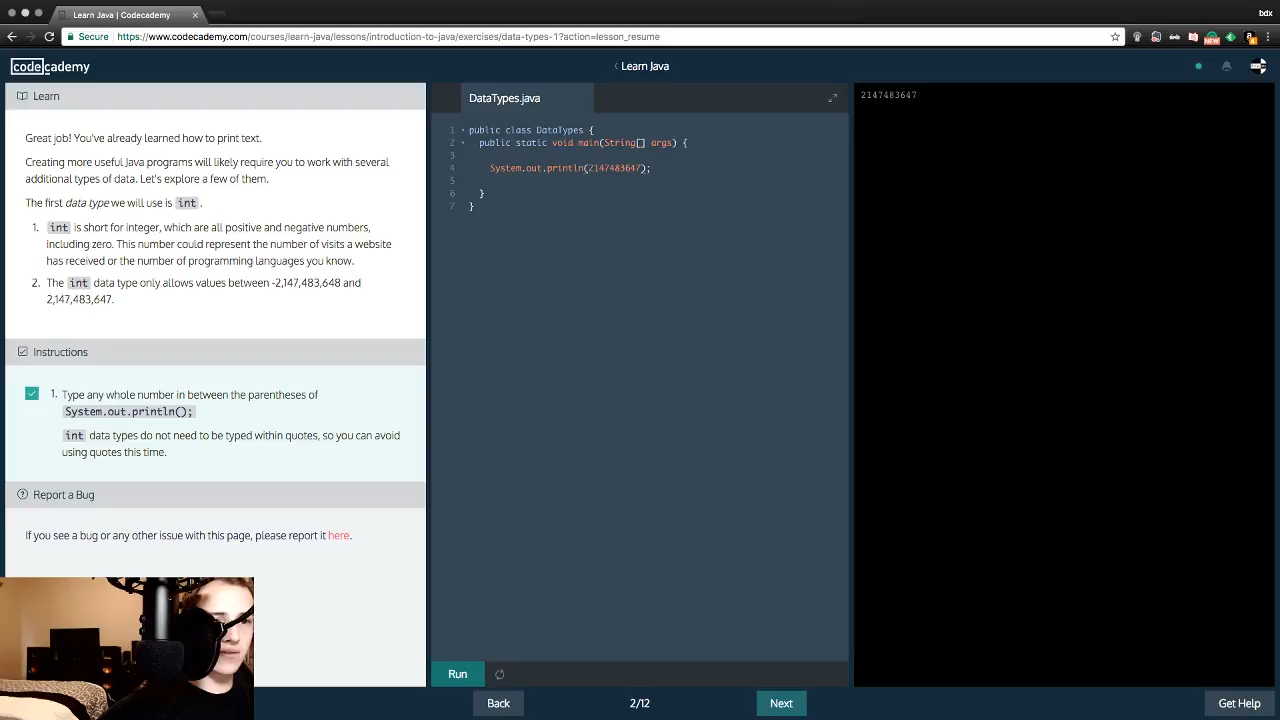 Learn Java | Codecademy
bdx
Secure https://www.codecademy.com/courses/learn-java/lessons/introduction-to-java/exercises/data-types-1?action=lesson_resume
NEW
codecademy
Learn Java
Learn
Great job! You've already learned how to print text.
Creating more useful Java programs will likely require you to work with several
additional types of data. Let's explore a few of them.
The first data type we will use is int.
1. int is short for integer, which are all positive and negative numbers,
including zero. This number could represent the number of visits a website
has received or the number of programming languages you know.
2. The int data type only allows values between -2,147,483,648 and
2,147,483,647.
Instructions
1. Type any whole number in between the parentheses of
System.out.println();
int data types do not need to be typed within quotes, so you can avoid
using quotes this time.
Report a Bug
If you see a bug or any other issue with this page, please report it here.
DataTypes.java
1 public class DataTypes {
2 public static void main(String[] args) {
3
4 System.out.println(2147483647);
5
6 }
7 }
2147483647
Run
Back
2/12
Next
Get Help